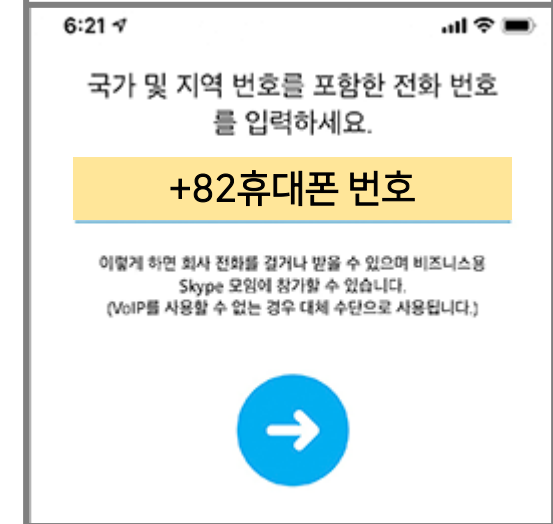 6:21
국가 및 지역 번호를 포함한 전화 번호
를 입력하세요.
+82휴대폰 번호
이렇게 하면 회사 전화를 걸거나 받을 수 있으며 비즈니스용
Skype 모임에 참가할 수 있습니다.
(VoIP를 사용할 수 없는 경우 대체 수단으로 사용됩니다.)